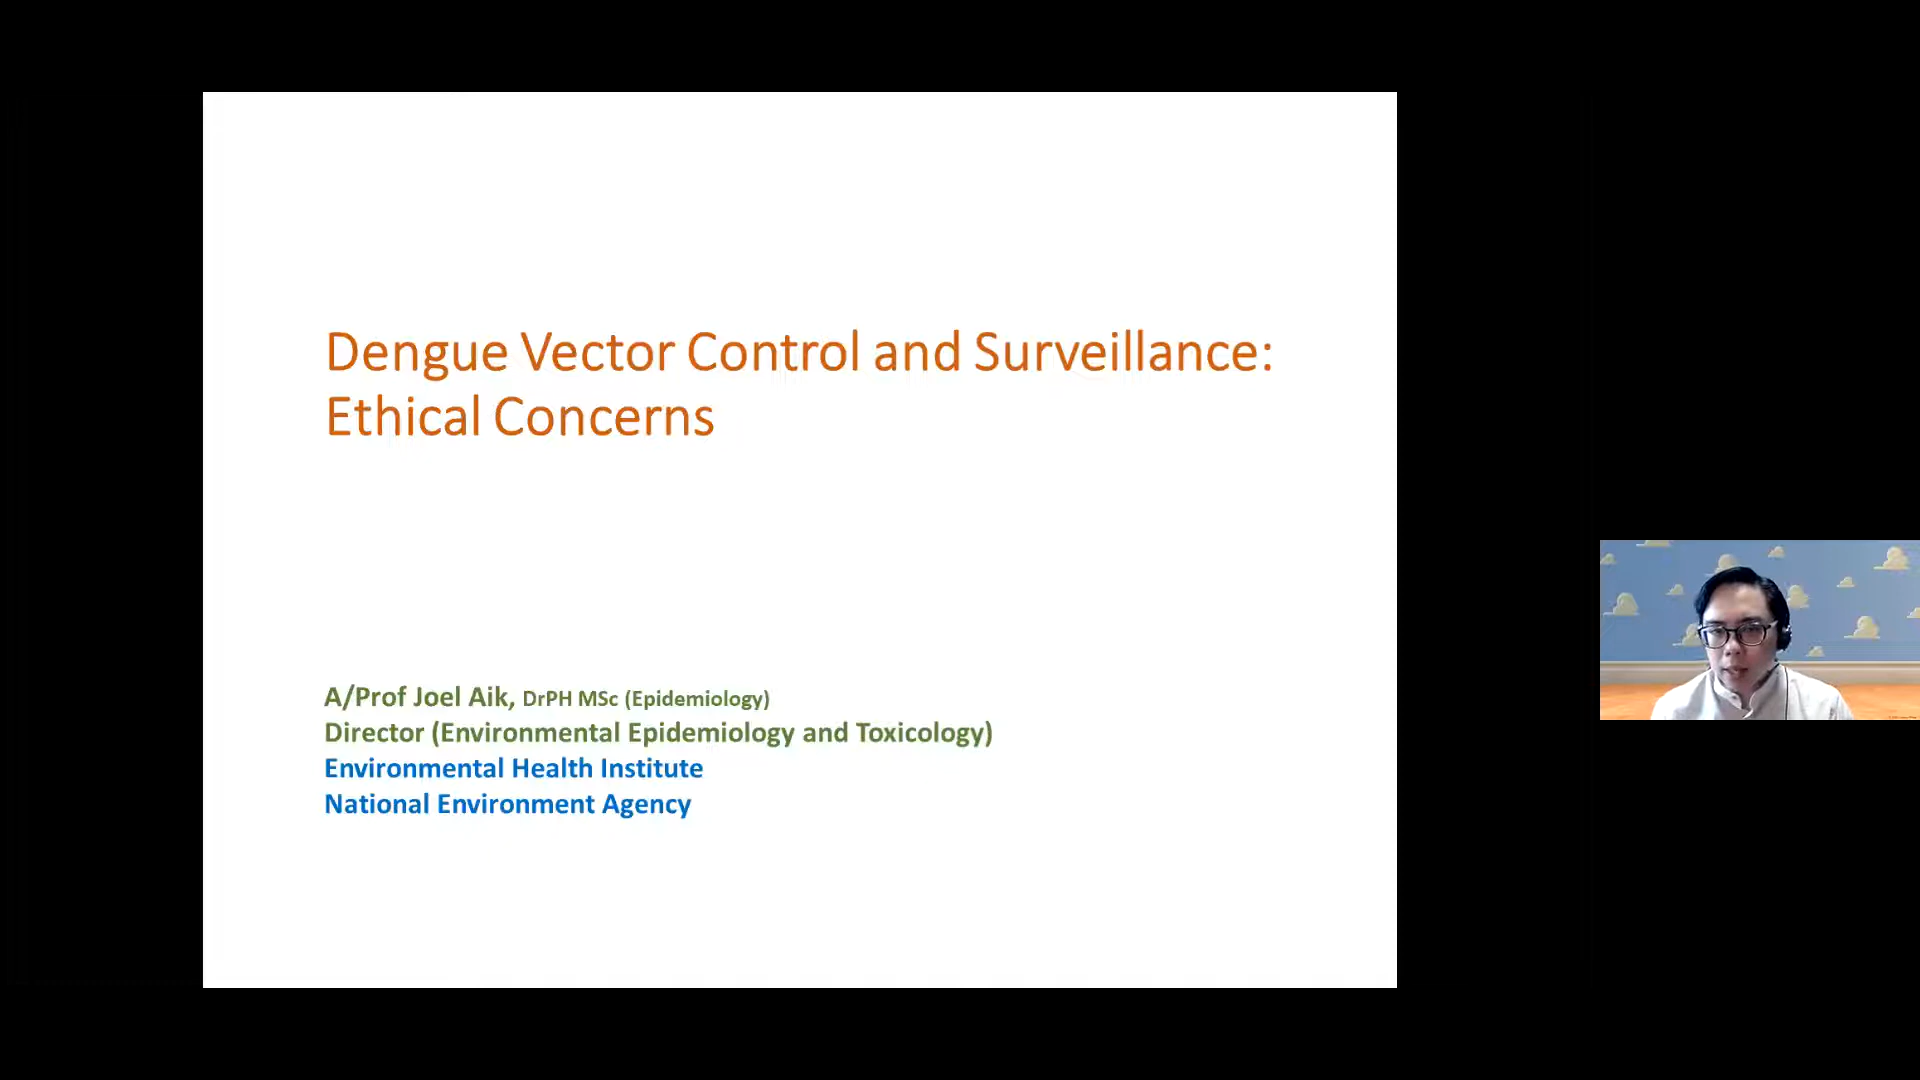 Dengue Vector Control and Surveillance:
Ethical Concerns
A/Prof Joel Aik, DrPH MSc (Epidemiology)
Director (Environmental Epidemiology and Toxicology)
Environmental Health Institute
National Environment Agency